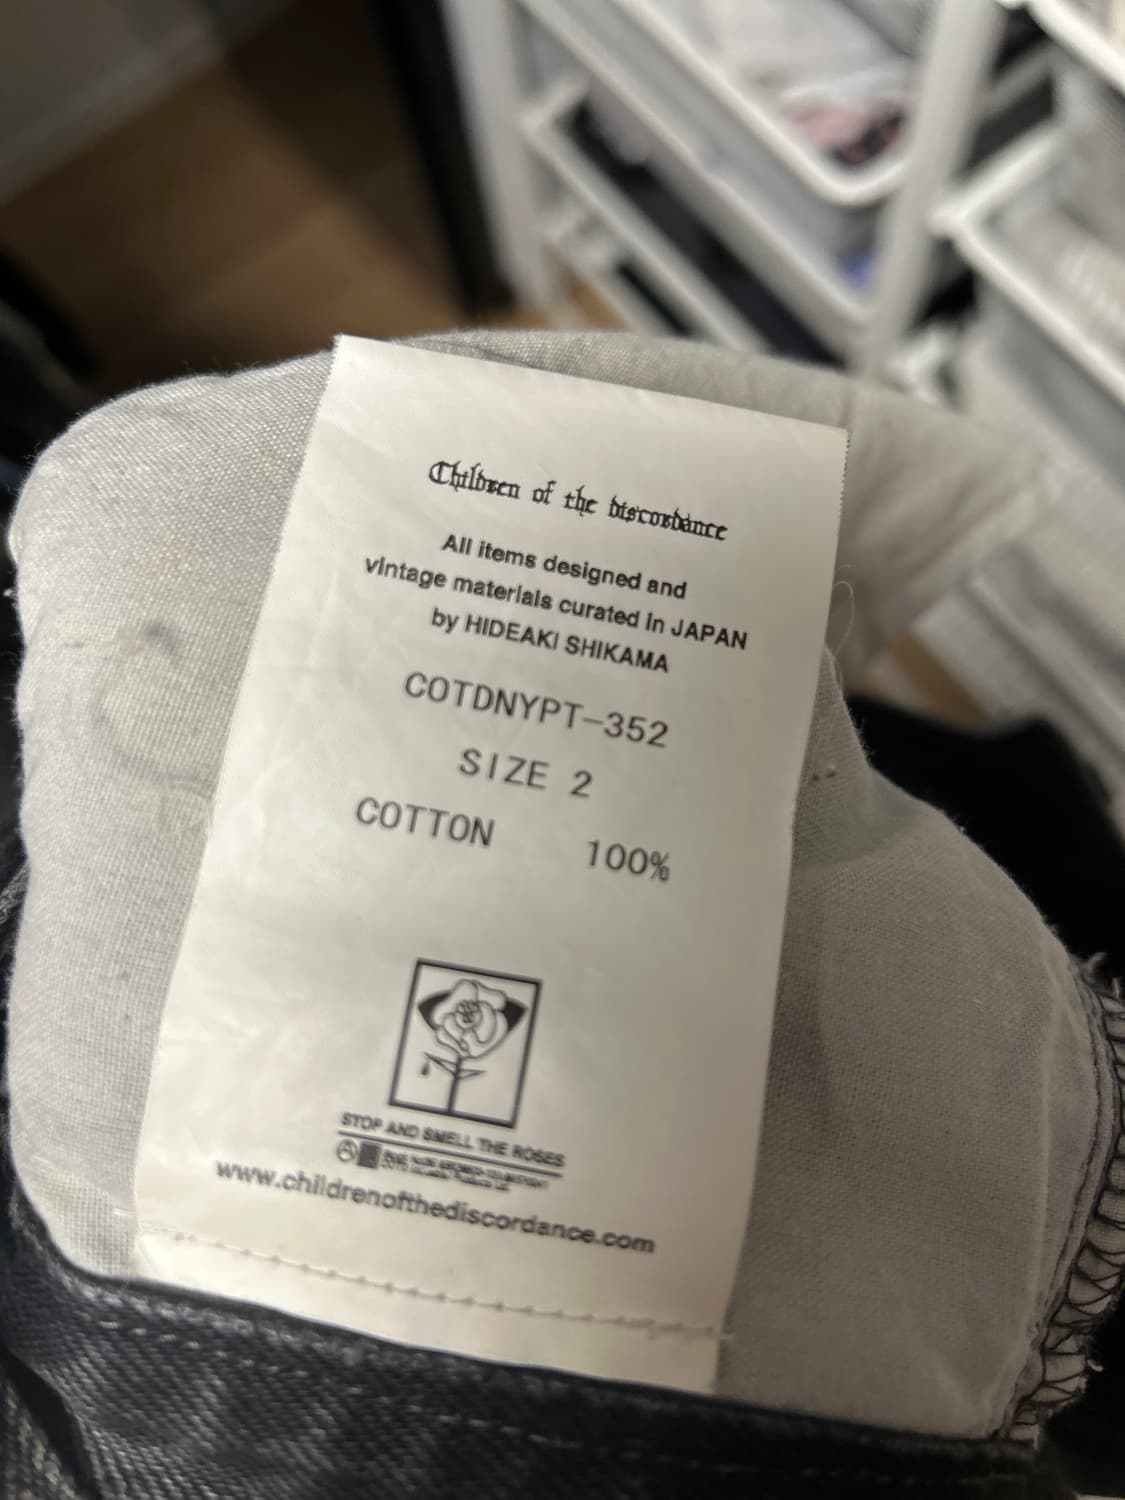 Children of the discordance
All items designed and
vintage materials curated in JAPAN
by HIDEAKI SHIKAMA
COTDNYPT-352
SIZE 2
COTTON 100%
STOP AND SMELL THE ROSES
www.childrenofthediscordance.com